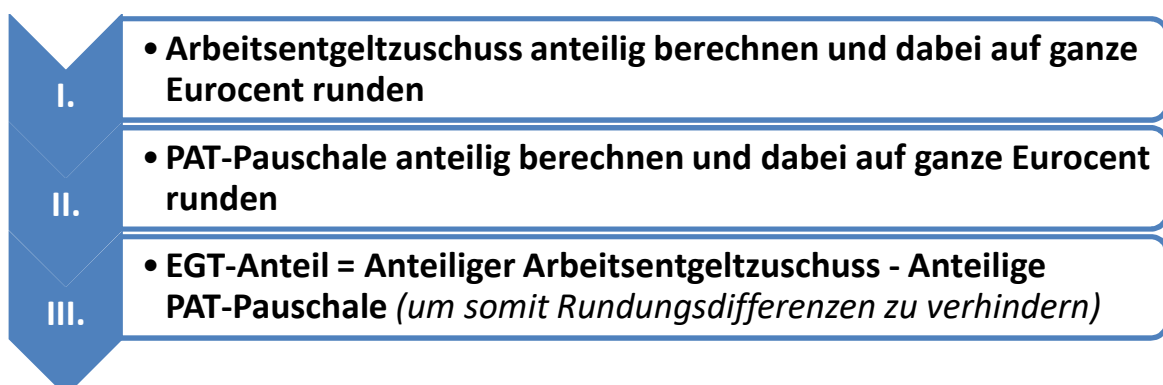 I.
• Arbeitsentgeltzuschuss anteilig berechnen und dabei auf ganze
Eurocent runden
II.
• PAT-Pauschale anteilig berechnen und dabei auf ganze Eurocent
runden
III.
• EGT-Anteil = Anteiliger Arbeitsentgeltzuschuss - Anteilige
PAT-Pauschale (um somit Rundungsdifferenzen zu verhindern)